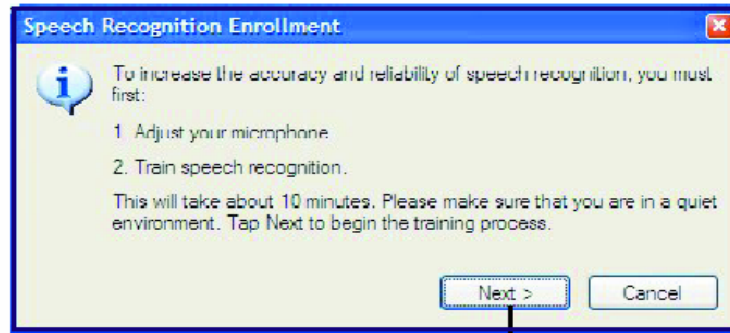 Speech Recognition Enrollment
To increase the accuracy and reliability of speech recognition, you must
first:
1. Adjust your microphone.
2. Train speech recognition.
This will take about 10 minutes. Please make sure that you are in a quiet
environment. Tap Next to begin the training process.
Next >
Cancel